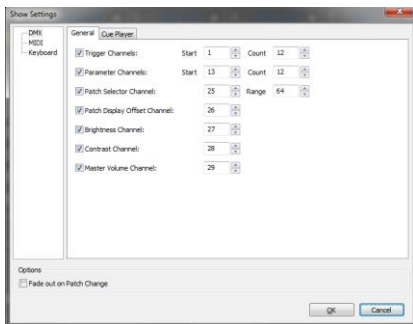 Show Settings
DMX
MIDI
Keyboard
General Cue Player
Trigger Channels: Start 1 Count 12
Parameter Channels: Start 13 Count 12
Patch Selector Channel: 25 Range 64
Patch Display Offset Channel: 26
Brightness Channel: 27
Contrast Channel: 28
Master Volume Channel: 29
Options
Fade out on Patch Change
OK Cancel